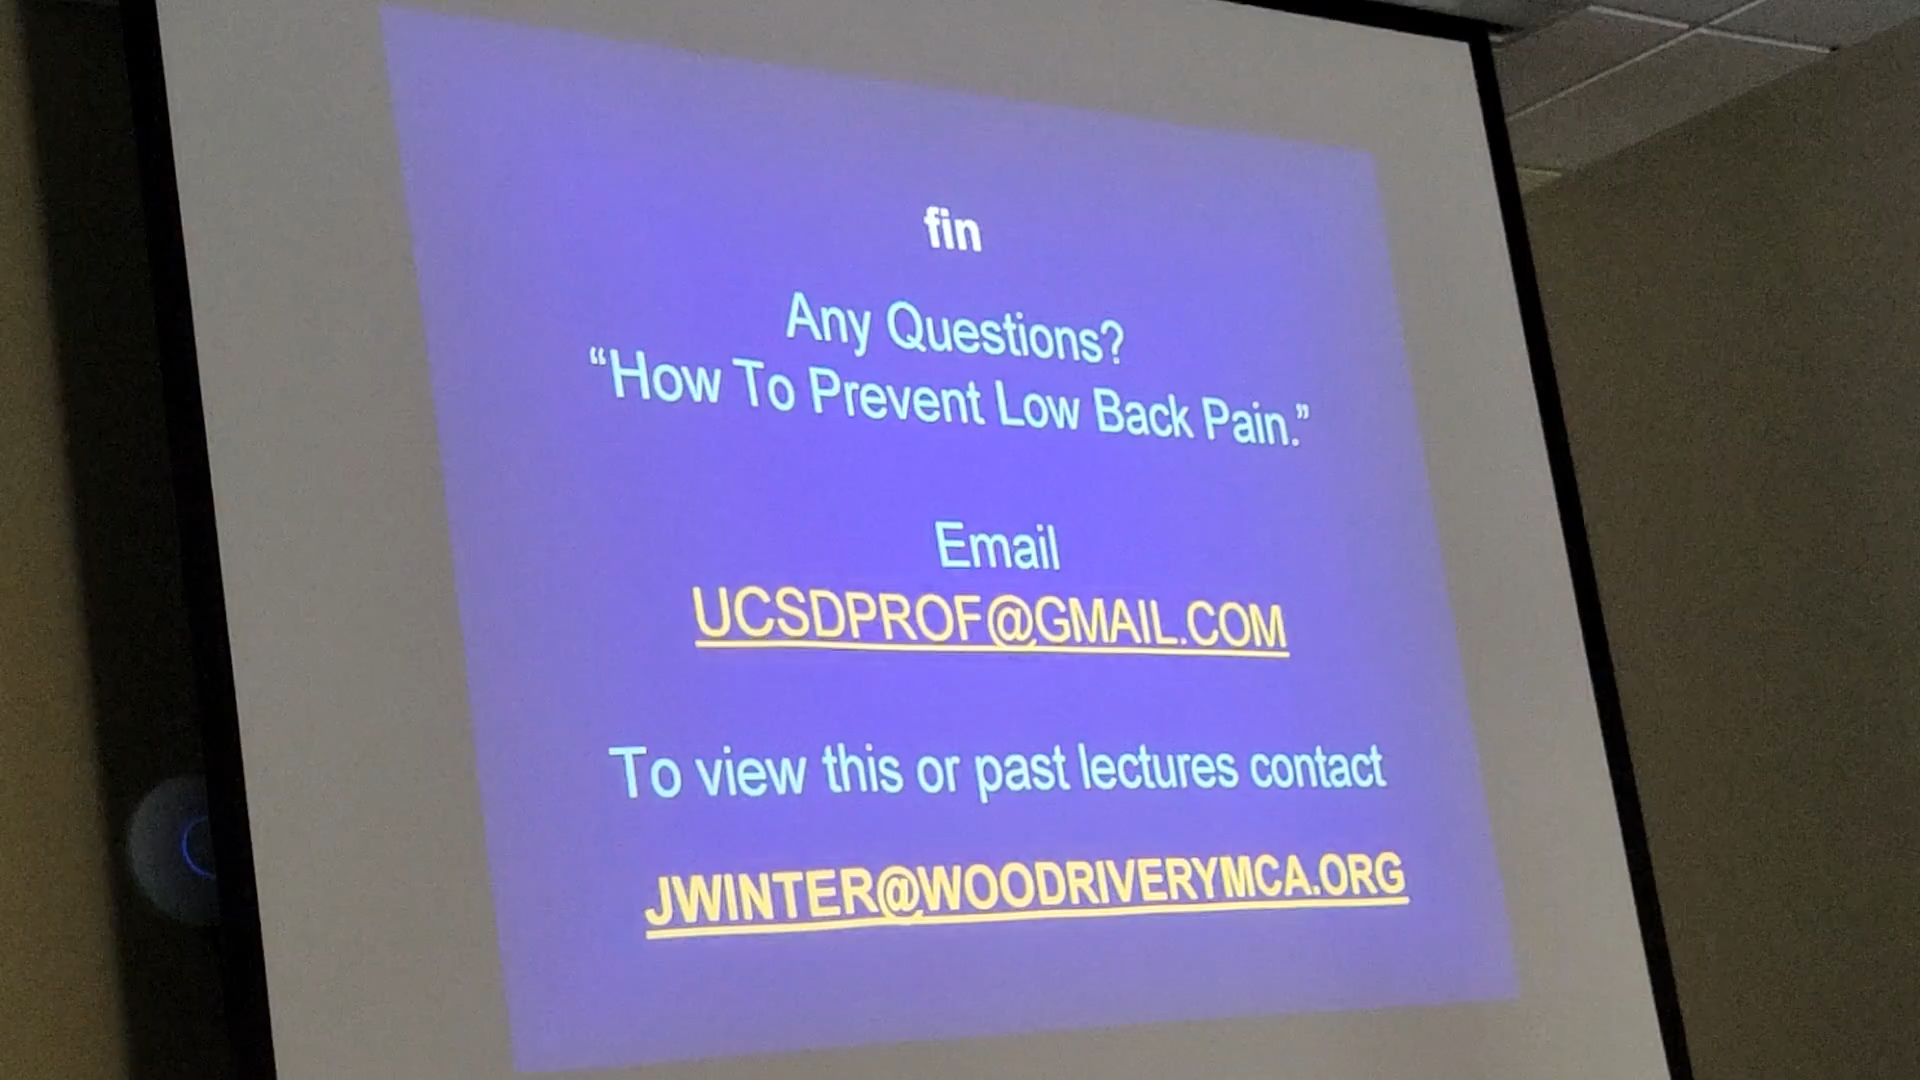 fin
Any Questions?
“How To Prevent Low Back Pain.”
Email
UCSDPROF@GMAIL.COM
To view this or past lectures contact
JWINTER@WOODRIVERYMCA.ORG